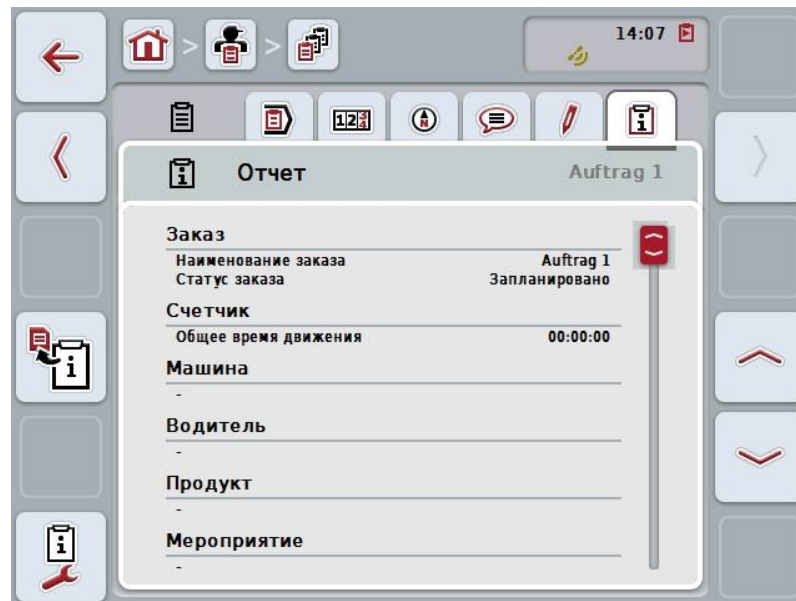 14:07
Отчет
Auftrag 1
Заказ
Наименование заказа Auftrag 1
Статус заказа Запланировано
Счетчик
Общее время движения 00:00:00
Машина
-
Водитель
-
Продукт
-
Мероприятие
-